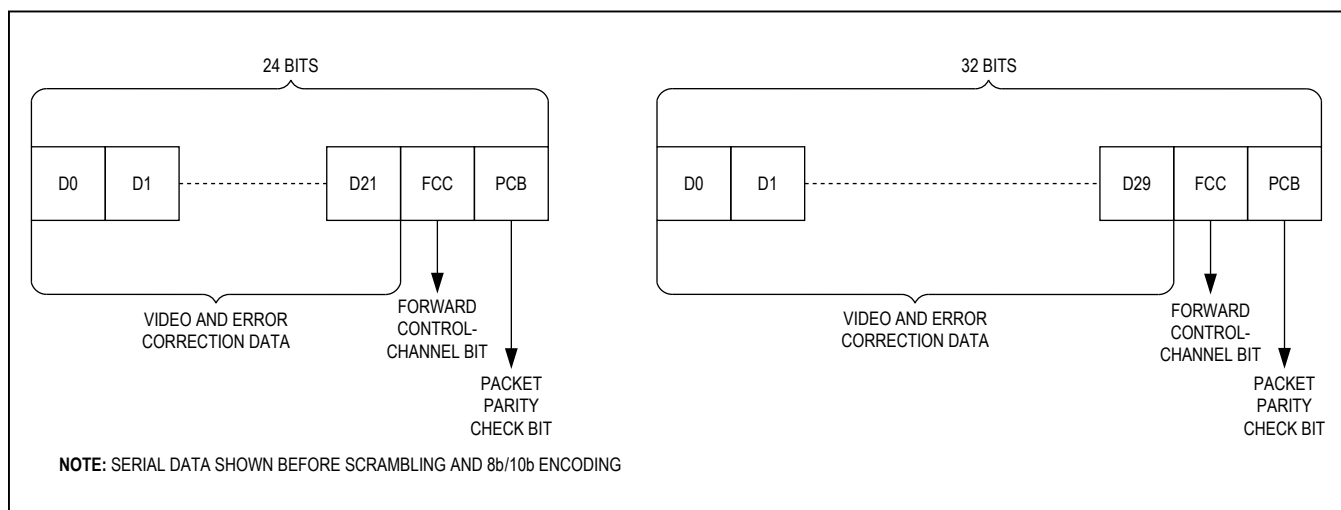 24 BITS
D0 D1 D21 FCC PCB
VIDEO AND ERROR
CORRECTION DATA
FORWARD
CONTROL-
CHANNEL BIT
PACKET
PARITY
CHECK BIT
32 BITS
D0 D1 D29 FCC PCB
VIDEO AND ERROR
CORRECTION DATA
FORWARD
CONTROL-
CHANNEL BIT
PACKET
PARITY
CHECK BIT
NOTE: SERIAL DATA SHOWN BEFORE SCRAMBLING AND 8b/10b ENCODING